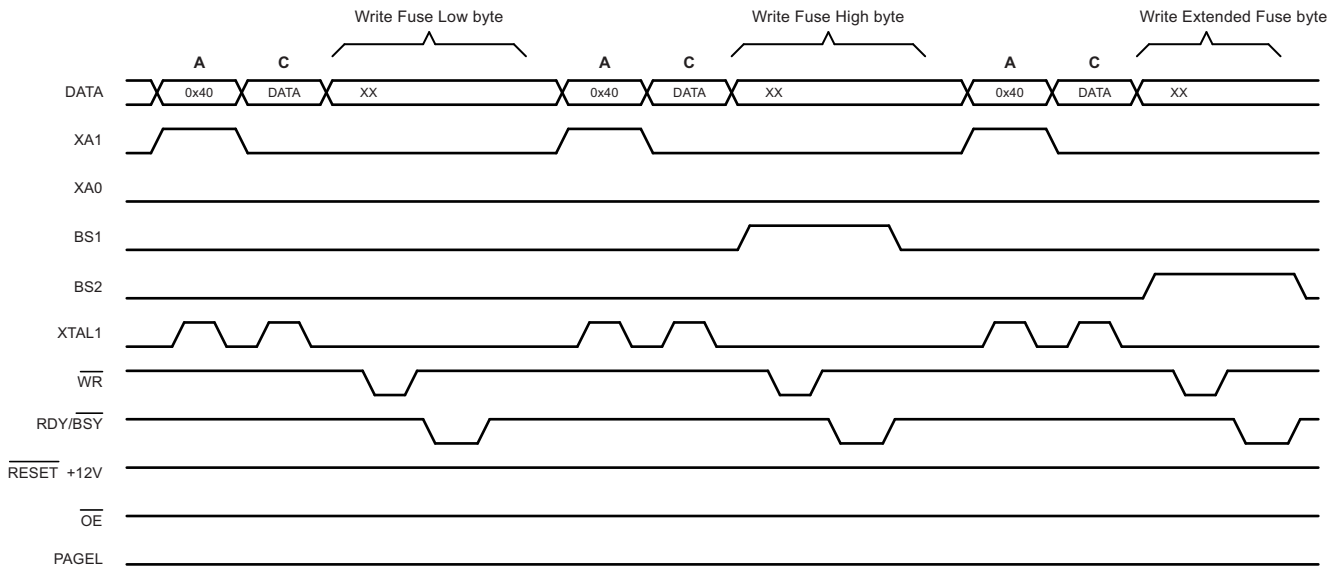 Write Fuse Low byte Write Fuse High byte Write Extended Fuse byte
A C A C A C
DATA 0x40 DATA XX 0x40 DATA XX 0x40 DATA XX
XA1
XA0
BS1
BS2
XTAL1
WR
RDY/BSY
RESET +12V
OE
PAGEL